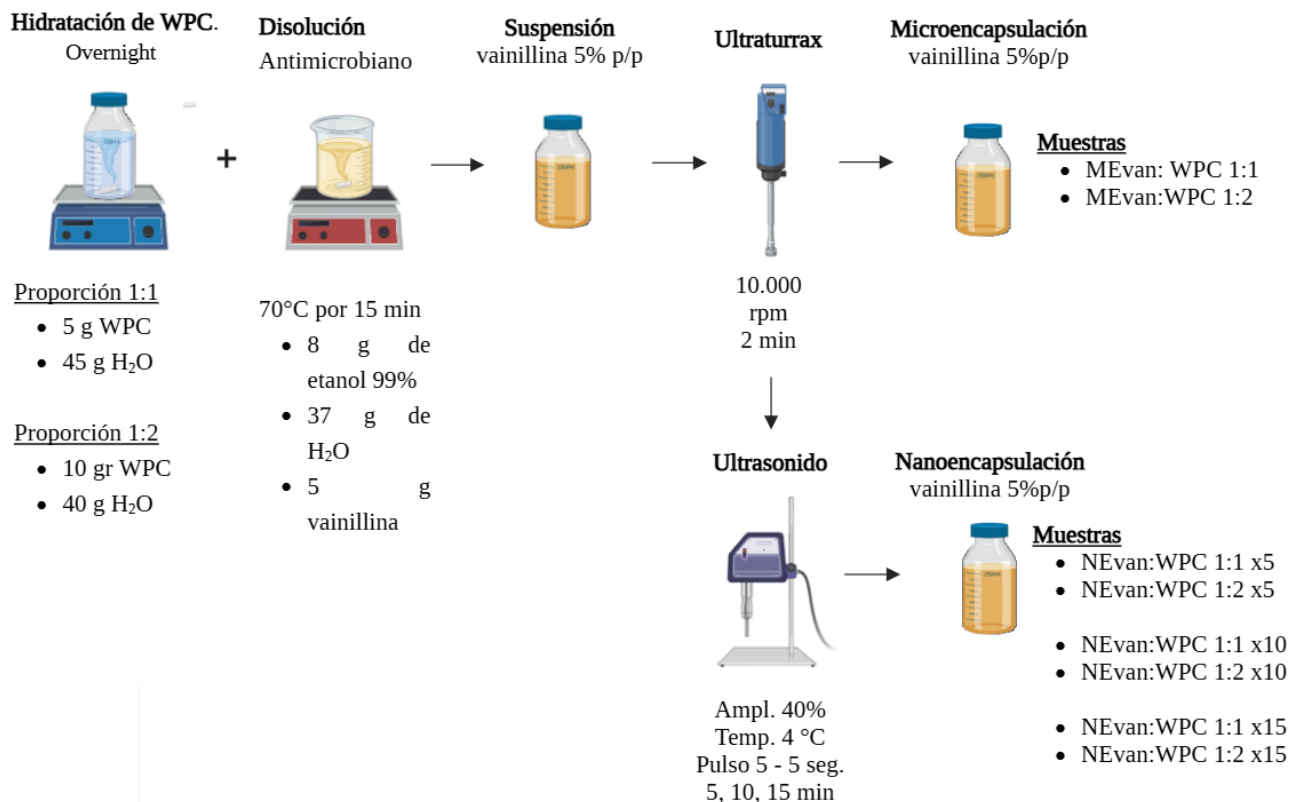 Hidratación de WPC.
Overnight
Proporción 1:1
• 5 g WPC
• 45 g H₂O
Proporción 1:2
• 10 gr WPC
• 40 g H₂O
+
Disolución
Antimicrobiano
70°C por 15 min
• 8 g de
etanol 99%
• 37 g de
H₂O
• 5 g
vainillina
Suspensión
vainillina 5% p/p
Ultraturrax
10.000
rpm
2 min
Microencapsulación
vainillina 5%p/p
Muestras
• MEvan: WPC 1:1
• MEvan:WPC 1:2
Ultrasonido
Ampl. 40%
Temp. 4 °C
Pulso 5 - 5 seg.
5, 10, 15 min
Nanoencapsulación
vainillina 5%p/p
Muestras
• NEvan:WPC 1:1 x5
• NEvan:WPC 1:2 x5
• NEvan:WPC 1:1 x10
• NEvan:WPC 1:2 x10
• NEvan:WPC 1:1 x15
• NEvan:WPC 1:2 x15